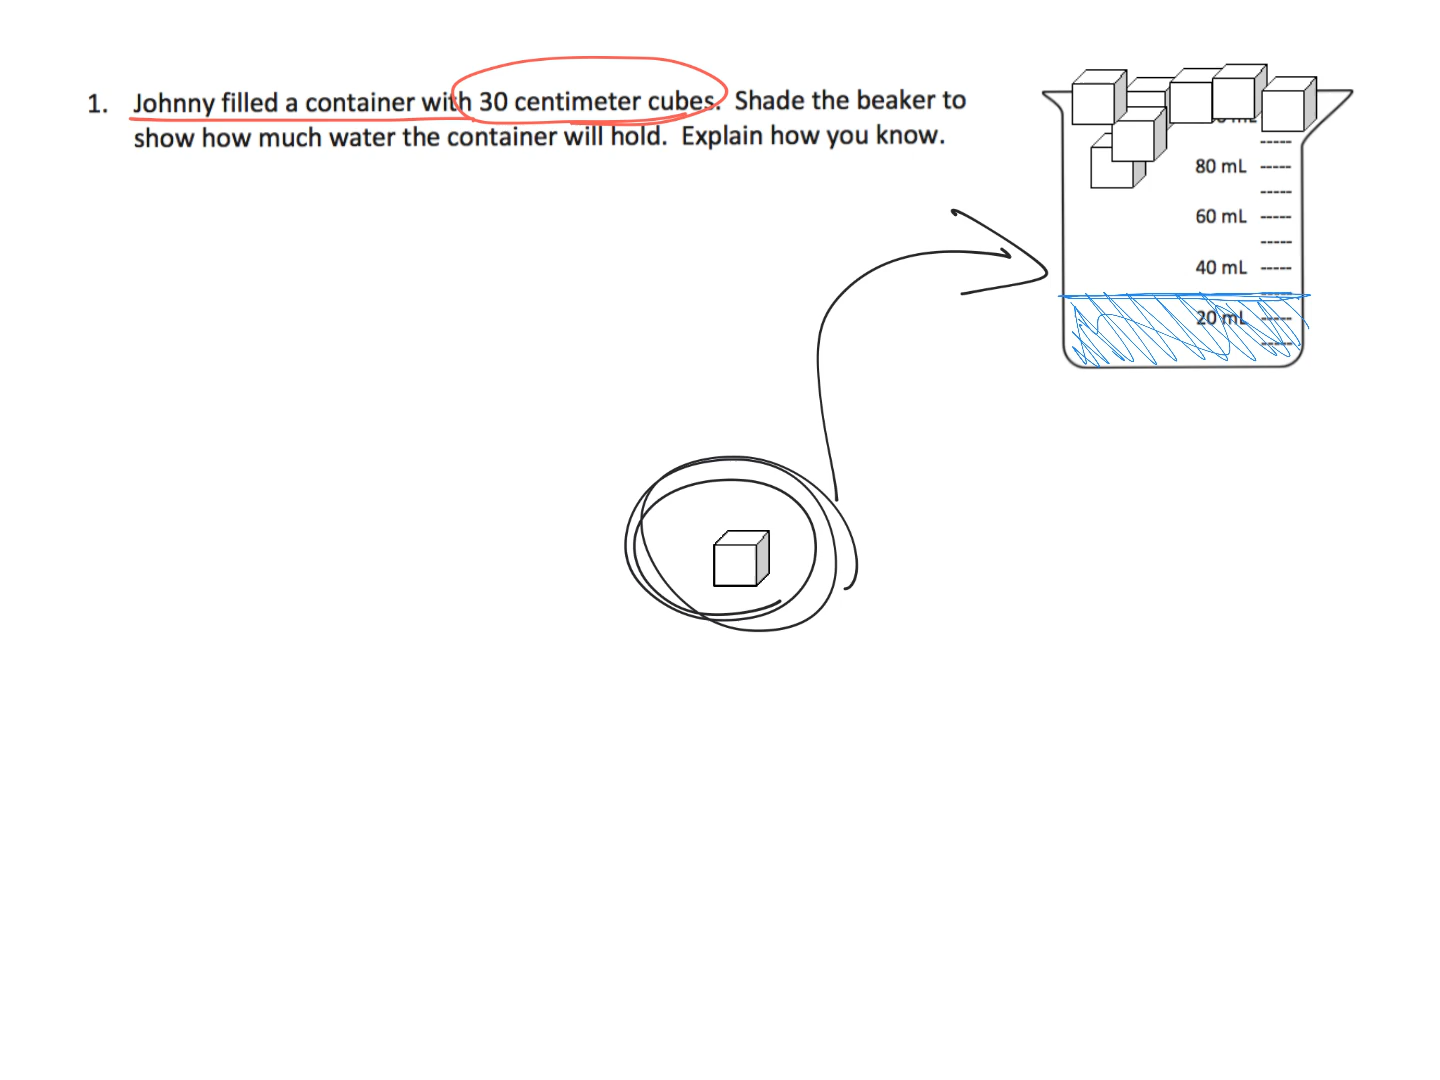 1. Johnny filled a container with 30 centimeter cubes. Shade the beaker to
show how much water the container will hold. Explain how you know.
80 mL
60 mL
40 mL
20 mL